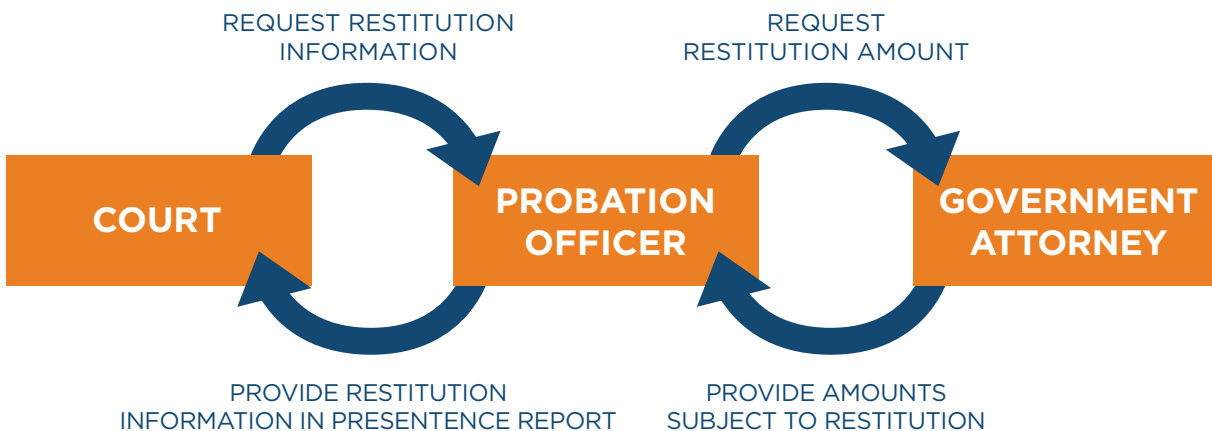 REQUEST RESTITUTION
INFORMATION
REQUEST
RESTITUTION AMOUNT
COURT
PROBATION
OFFICER
GOVERNMENT
ATTORNEY
PROVIDE RESTITUTION
INFORMATION IN PRESENTENCE REPORT
PROVIDE AMOUNTS
SUBJECT TO RESTITUTION